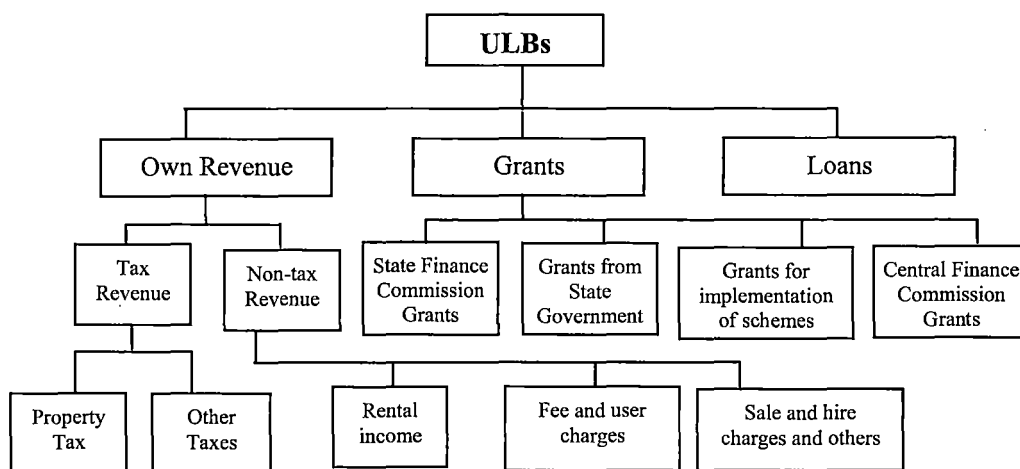 ULBs
Own Revenue
Grants
Loans
Tax
Revenue
Non-tax
Revenue
State Finance
Commission
Grants
Grants from
State
Government
Grants for
implementation
of schemes
Central Finance
Commission
Grants
Property
Tax
Other
Taxes
Rental
income
Fee and user
charges
Sale and hire
charges and others